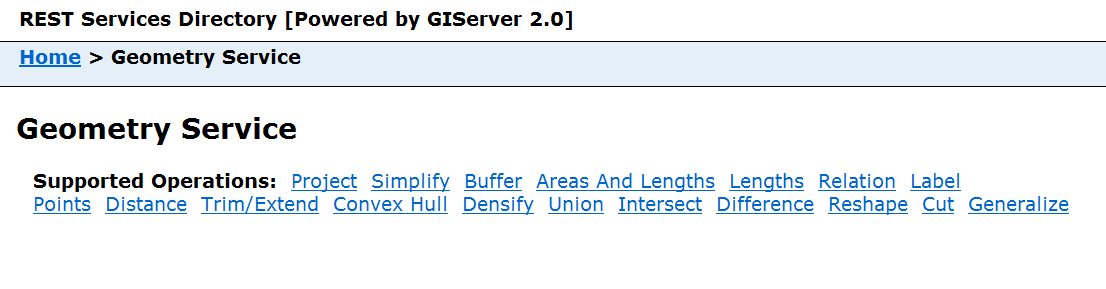 REST Services Directory [Powered by GIServer 2.0]
Home > Geometry Service
Geometry Service
Supported Operations: Project Simplify Buffer Areas And Lengths Lengths Relation Label
Points Distance Trim/Extend Convex Hull Densify Union Intersect Difference Reshape Cut Generalize